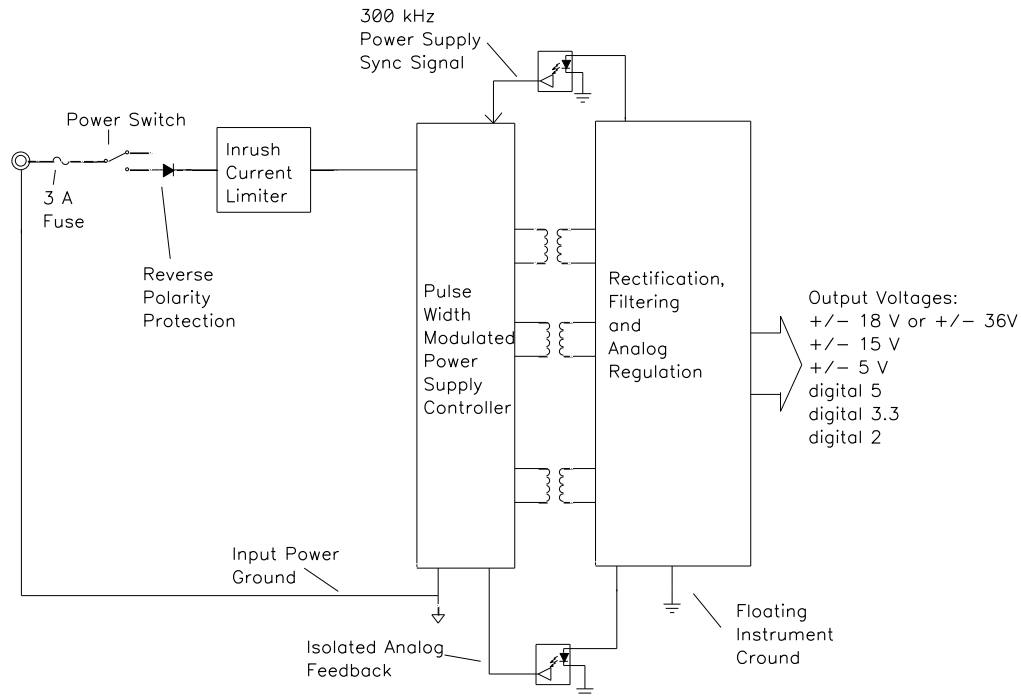 300 kHz
Power Supply
Sync Signal
Power Switch
3 A
Fuse
Inrush
Current
Limiter
Reverse
Polarity
Protection
Pulse
Width
Modulated
Power
Supply
Controller
Rectification,
Filtering
and
Analog
Regulation
Output Voltages:
+/− 18 V or +/− 36V
+/− 15 V
+/− 5 V
digital 5
digital 3.3
digital 2
Input Power
Ground
Isolated Analog
Feedback
Floating
Instrument
Cround